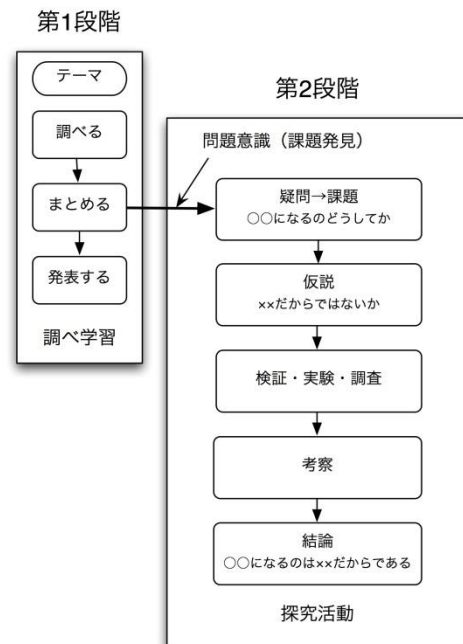 第1段階
テーマ
調べる
まとめる
発表する
調べ学習
第2段階
問題意識（課題発見）
疑問→課題
○○になるのどうしてか
仮説
××だからではないか
検証・実験・調査
考察
結論
○○になるのは××だからである
探究活動